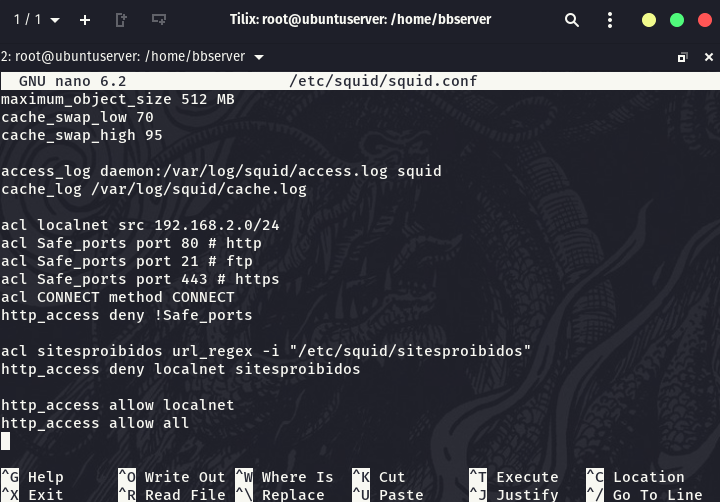 1 / 1
Tilix: root@ubuntuserver: /home/bbserver
2: root@ubuntuserver: /home/bbserver
GNU nano 6.2 /etc/squid/squid.conf
maximum_object_size 512 MB
cache_swap_low 70
cache_swap_high 95
access_log daemon:/var/log/squid/access.log squid
cache_log /var/log/squid/cache.log
acl localnet src 192.168.2.0/24
acl Safe_ports port 80 # http
acl Safe_ports port 21 # ftp
acl Safe_ports port 443 # https
acl CONNECT method CONNECT
http_access deny !Safe_ports
acl sitesproibidos url_regex -i "/etc/squid/sitesproibidos"
http_access deny localnet sitesproibidos
http_access allow localnet
http_access allow all
^G Help ^O Write Out ^W Where Is ^K Cut ^T Execute ^C Location
^X Exit ^R Read File ^\ Replace ^U Paste ^J Justify ^/ Go To Line